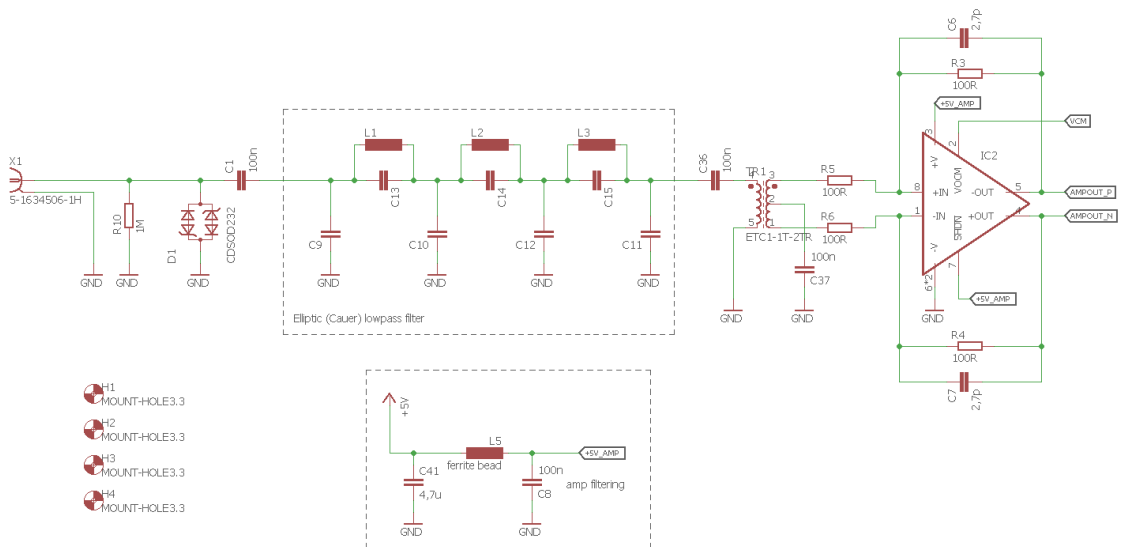 X1
5-1634506-1H
GND
R10
1M
GND
D1
CDSOD232
GND
C1
100n
L1
C13
L2
C14
L3
C15
C9
GND
C10
GND
C12
GND
C11
GND
Elliptic (Cauer) lowpass filter
C36
100n
TR1
4
3
2
5
1
ETC1-1T-2TR
GND
100n
C37
GND
R5
100R
R6
100R
C6
2,7p
R3
100R
+5V_AMP
VCM
3
2
IC2
+V
VOCM
8
+IN
-OUT
5
AMPOUT_P
1
-IN
+OUT
4
AMPOUT_N
-V
SHDN
6*2
7
+5V_AMP
GND
R4
100R
C7
2,7p
H1
MOUNT-HOLE3.3
H2
MOUNT-HOLE3.3
H3
MOUNT-HOLE3.3
H4
MOUNT-HOLE3.3
+5V
L5
ferrite bead
+5V_AMP
C41
4,7u
GND
100n
C8
GND
amp filtering